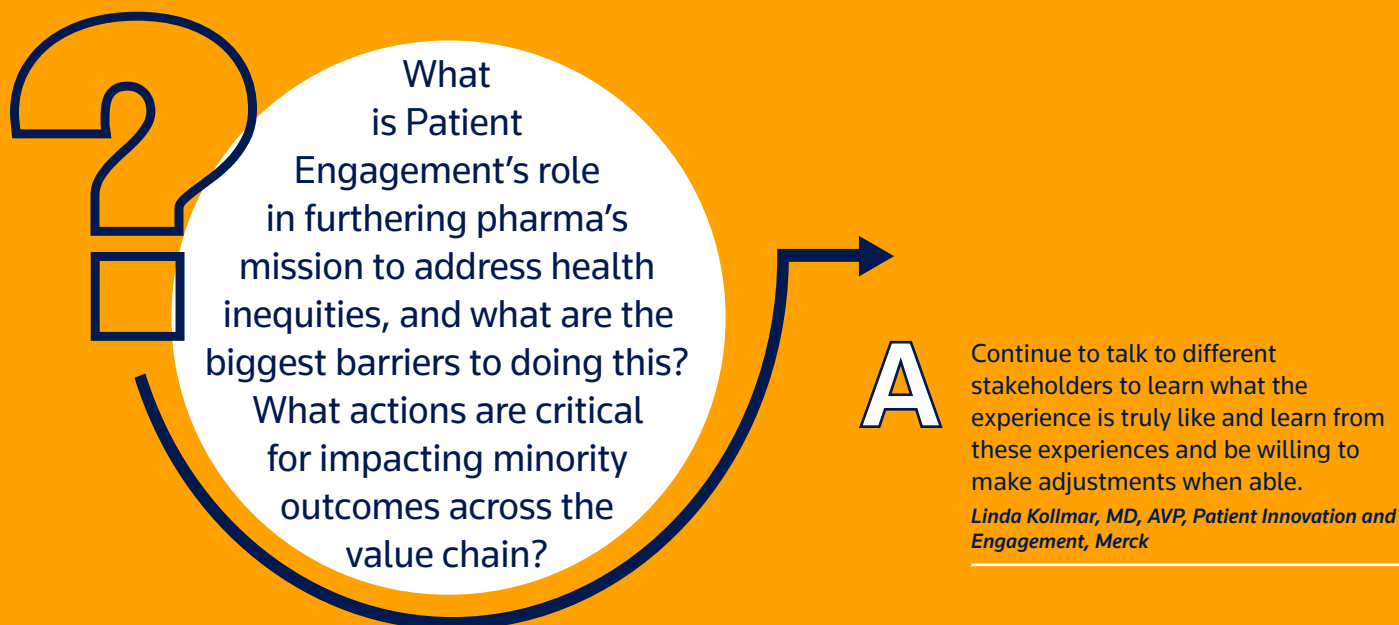 ?
What
is Patient
Engagement’s role
in furthering pharma’s
mission to address health
inequities, and what are the
biggest barriers to doing this?
What actions are critical
for impacting minority
outcomes across the
value chain?
A
Continue to talk to different
stakeholders to learn what the
experience is truly like and learn from
these experiences and be willing to
make adjustments when able.
Linda Kollmar, MD, AVP, Patient Innovation and
Engagement, Merck